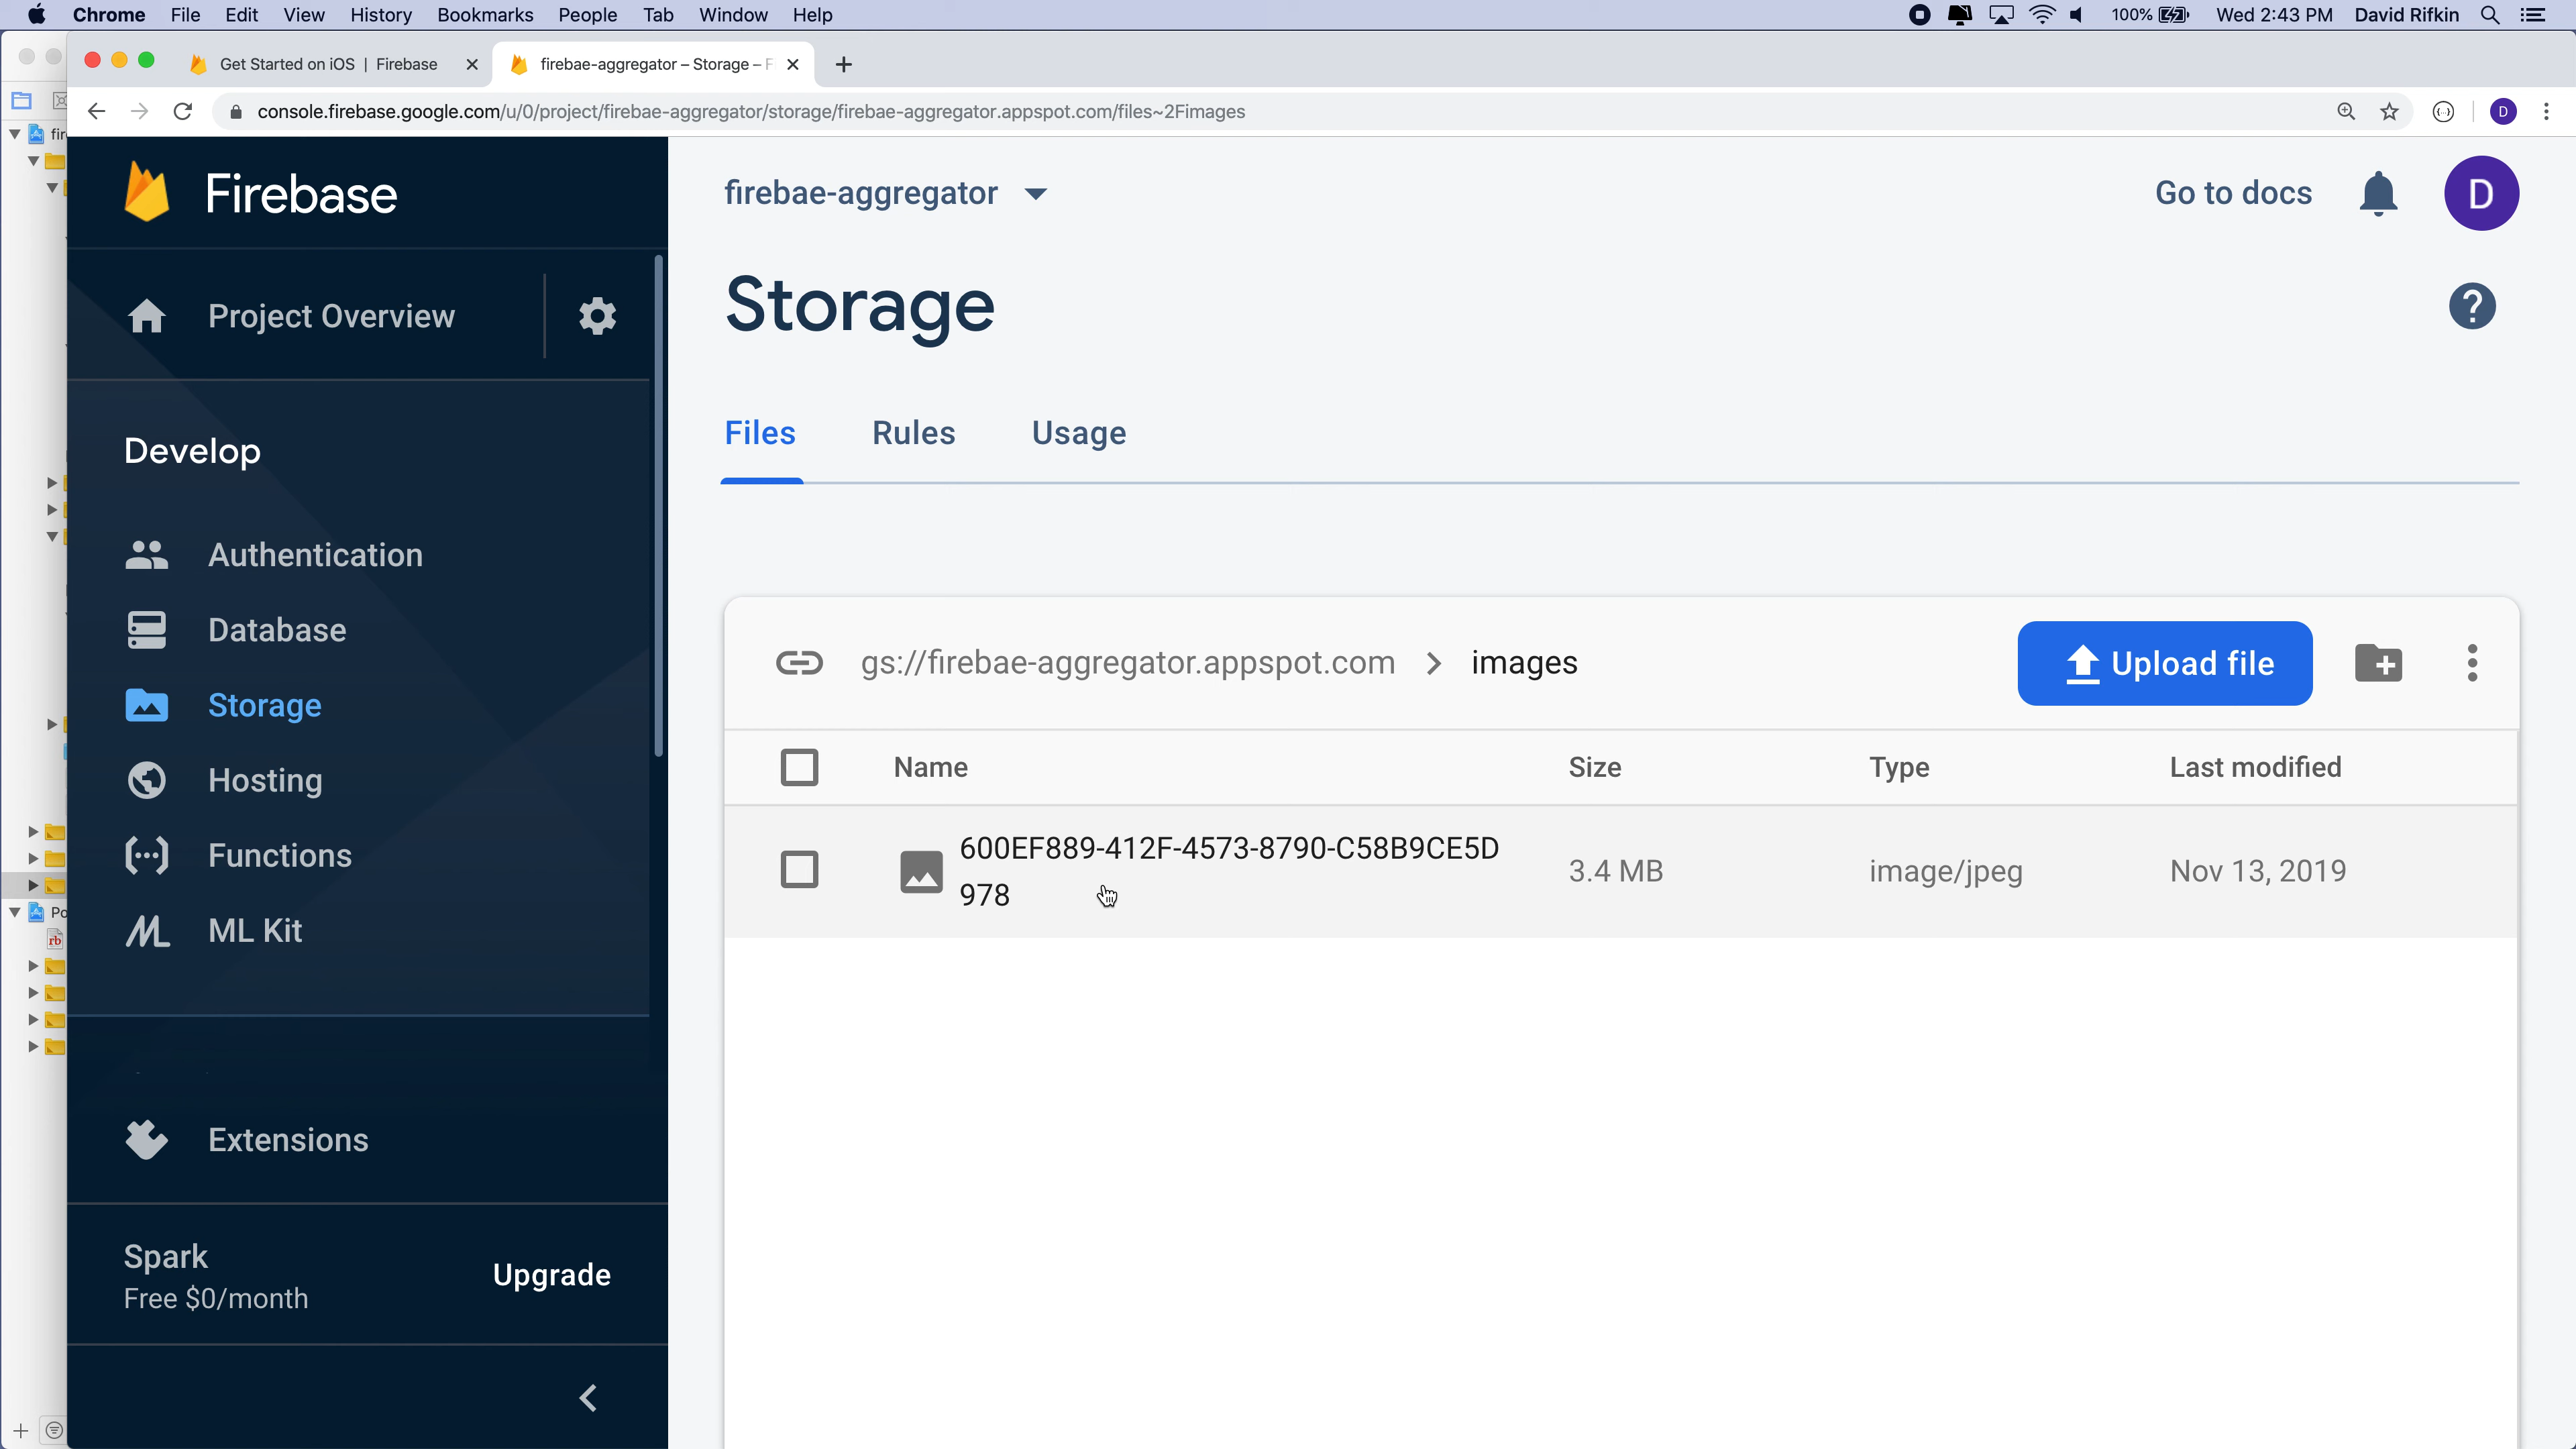 Chrome File Edit View History Bookmarks People Tab Window Help
100% Wed 2:43 PM David Rifkin
Get Started on iOS | Firebase
firebae-aggregator – Storage – F
console.firebase.google.com/u/0/project/firebae-aggregator/storage/firebae-aggregator.appspot.com/files~2Fimages
D
Firebase
firebae-aggregator
Go to docs
D
Project Overview
Storage
?
Files Rules Usage
Develop
Authentication
Database
Storage
Hosting
Functions
ML Kit
Extensions
Spark
Free $0/month
Upgrade
gs://firebae-aggregator.appspot.com > images
Upload file
Name Size Type Last modified
600EF889-412F-4573-8790-C58B9CE5D
978
3.4 MB image/jpeg Nov 13, 2019
fir
Po
rb